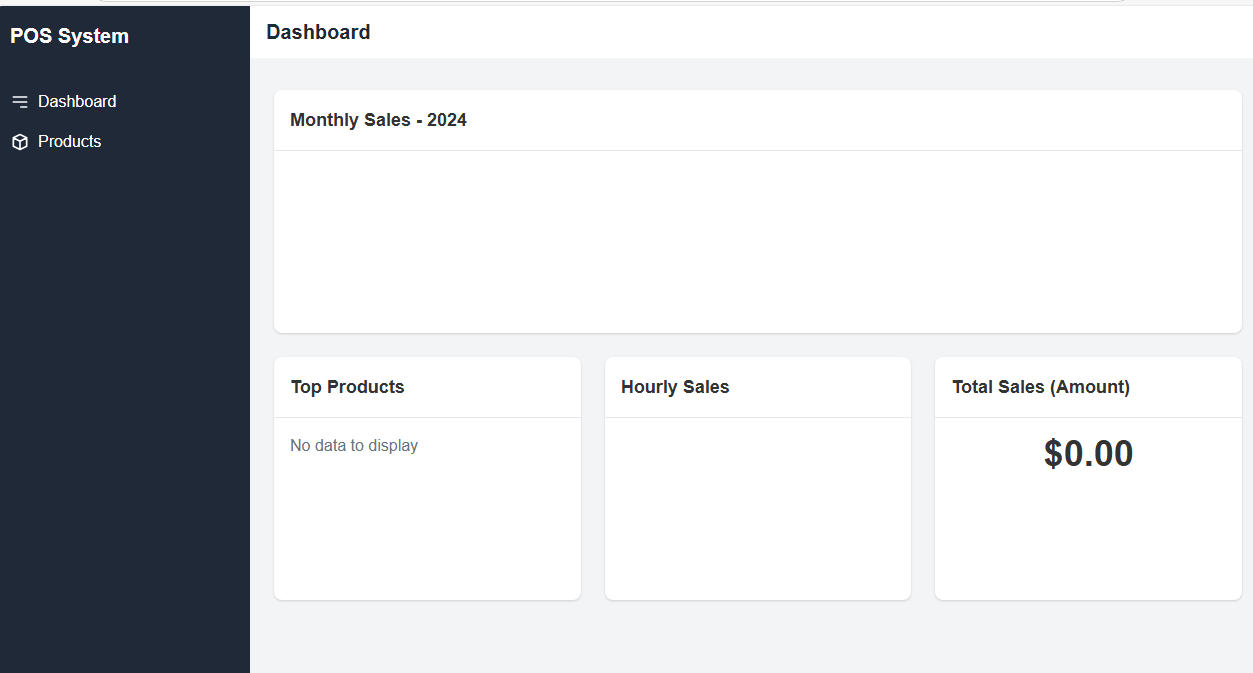 POS System
Dashboard
Products
Dashboard
Monthly Sales - 2024
Top Products
No data to display
Hourly Sales
Total Sales (Amount)
$0.00